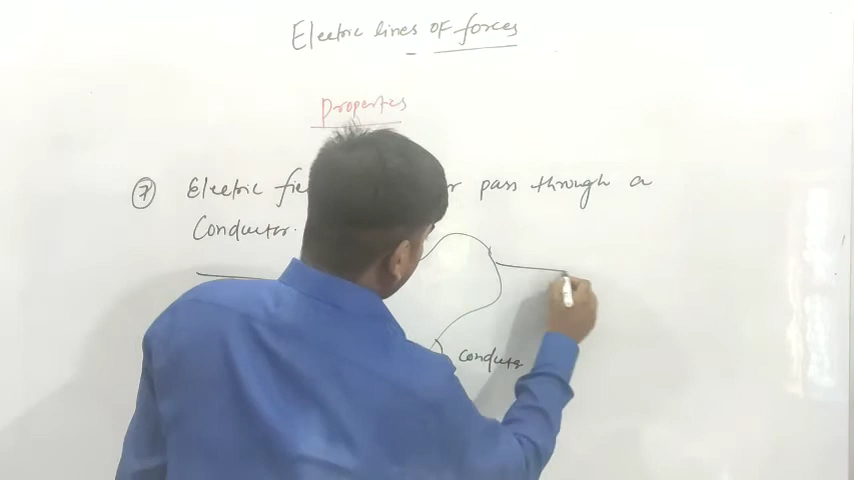 Electric lines of forces
Properties
7 Electric fie r pass through a
Conductor.
conductor